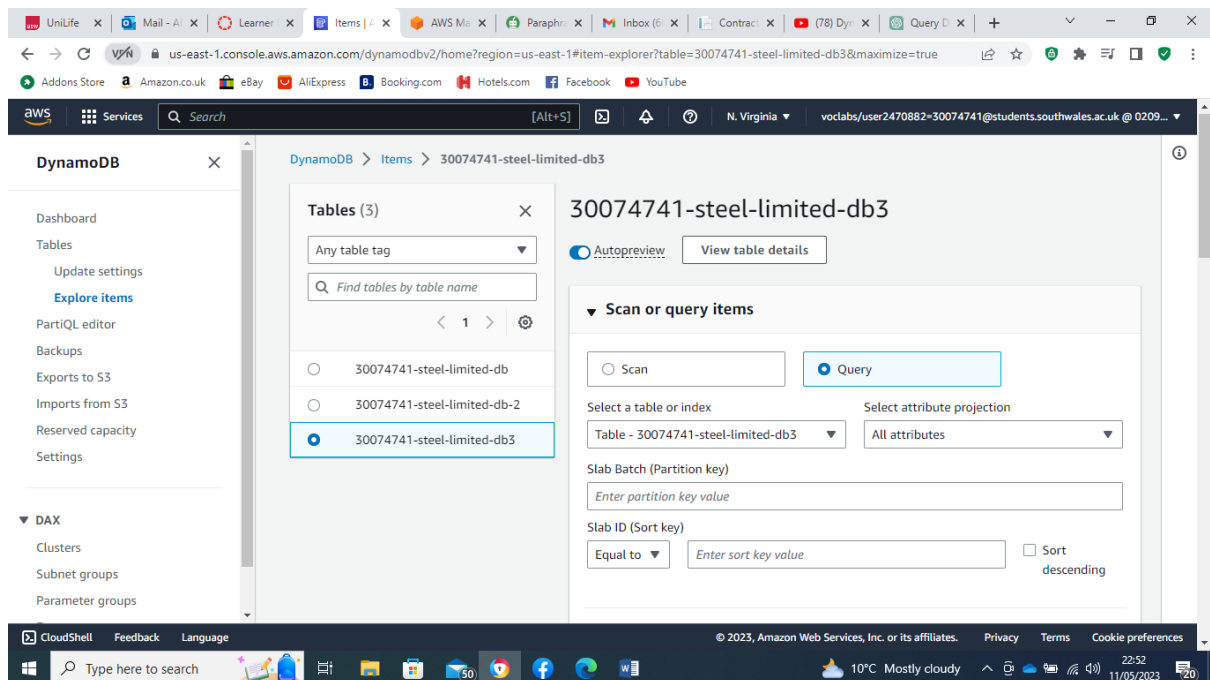 usw UniLife
Mail - Al
Learner
Items | A
AWS Ma
Paraphra
Inbox (6
Contract
(78) Dyn
Query D
VPN us-east-1.console.aws.amazon.com/dynamodbv2/home?region=us-east-1#item-explorer?table=30074741-steel-limited-db3&maximize=true
Addons Store a Amazon.co.uk eBay AliExpress B. Booking.com Hotels.com Facebook YouTube
aws Services Search [Alt+S] N. Virginia ▼ voclabs/user2470882=30074741@students.southwales.ac.uk @ 0209... ▼
DynamoDB
Dashboard
Tables
Update settings
Explore items
PartiQL editor
Backups
Exports to S3
Imports from S3
Reserved capacity
Settings
▼ DAX
Clusters
Subnet groups
Parameter groups
DynamoDB > Items > 30074741-steel-limited-db3
Tables (3)
Any table tag
Find tables by table name
< 1 >
30074741-steel-limited-db
30074741-steel-limited-db-2
30074741-steel-limited-db3
30074741-steel-limited-db3
Autopreview View table details
▼ Scan or query items
Scan Query
Select a table or index
Table - 30074741-steel-limited-db3
Select attribute projection
All attributes
Slab Batch (Partition key)
Enter partition key value
Slab ID (Sort key)
Equal to Enter sort key value
Sort
descending
CloudShell Feedback Language © 2023, Amazon Web Services, Inc. or its affiliates. Privacy Terms Cookie preferences
Type here to search 50 W 10°C Mostly cloudy 22:52
11/05/2023 20